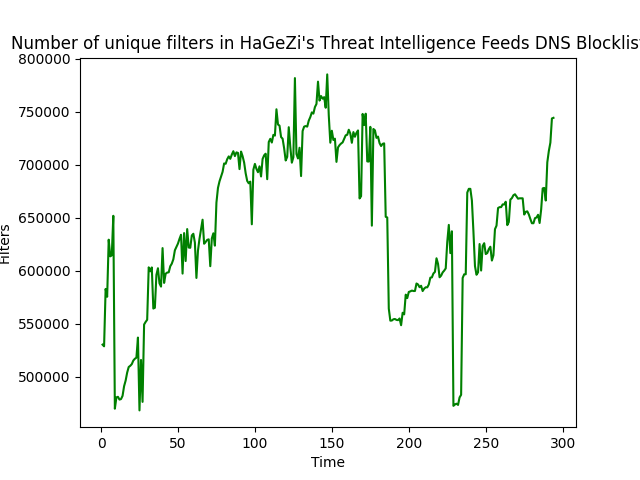 Number of unique filters in HaGeZi's Threat Intelligence Feeds DNS Blocklis
800000
750000
700000
650000
600000
550000
500000
Filters
0 50 100 150 200 250 300
Time